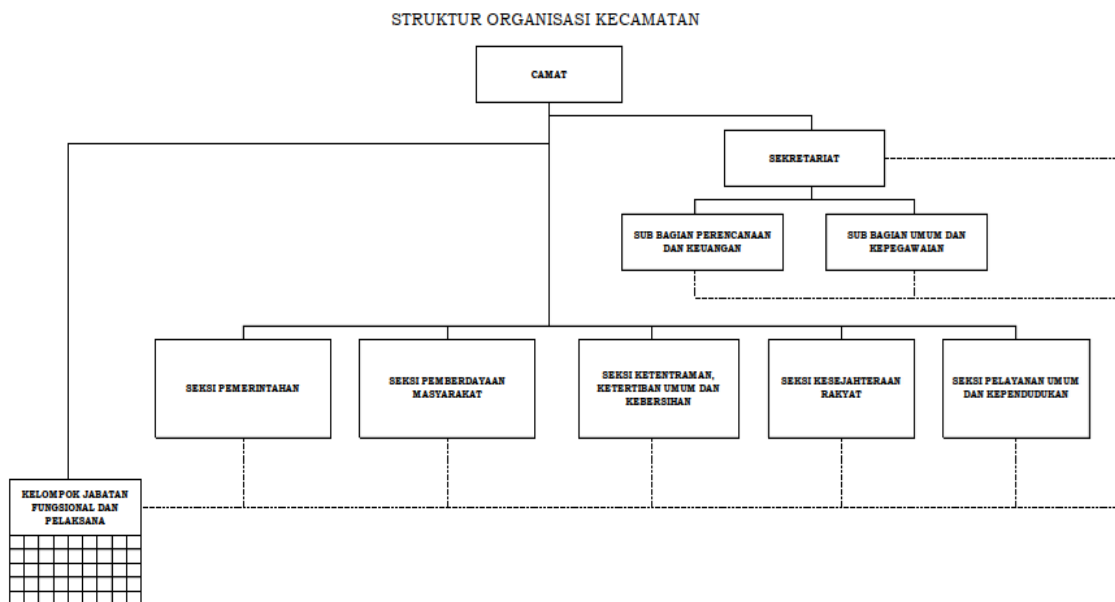 STRUKTUR ORGANISASI KECAMATAN
CAMAT
SEKRETARIAT
SUB BAGIAN PERENCANAAN
DAN KEUANGAN
SUB BAGIAN UMUM DAN
KEPEGAWAIAN
SEKSI PEMERINTAHAN
SEKSI PEMBERDAYAAN
MASYARAKAT
SEKSI KETENTRAMAN,
KETERTIBAN UMUM DAN
KEBERSIHAN
SEKSI KESEJAHTERAAN
RAKYAT
SEKSI PELAYANAN UMUM
DAN KEPENDUDUKAN
KELOMPOK JABATAN
FUNGSIONAL DAN
PELAKSANA